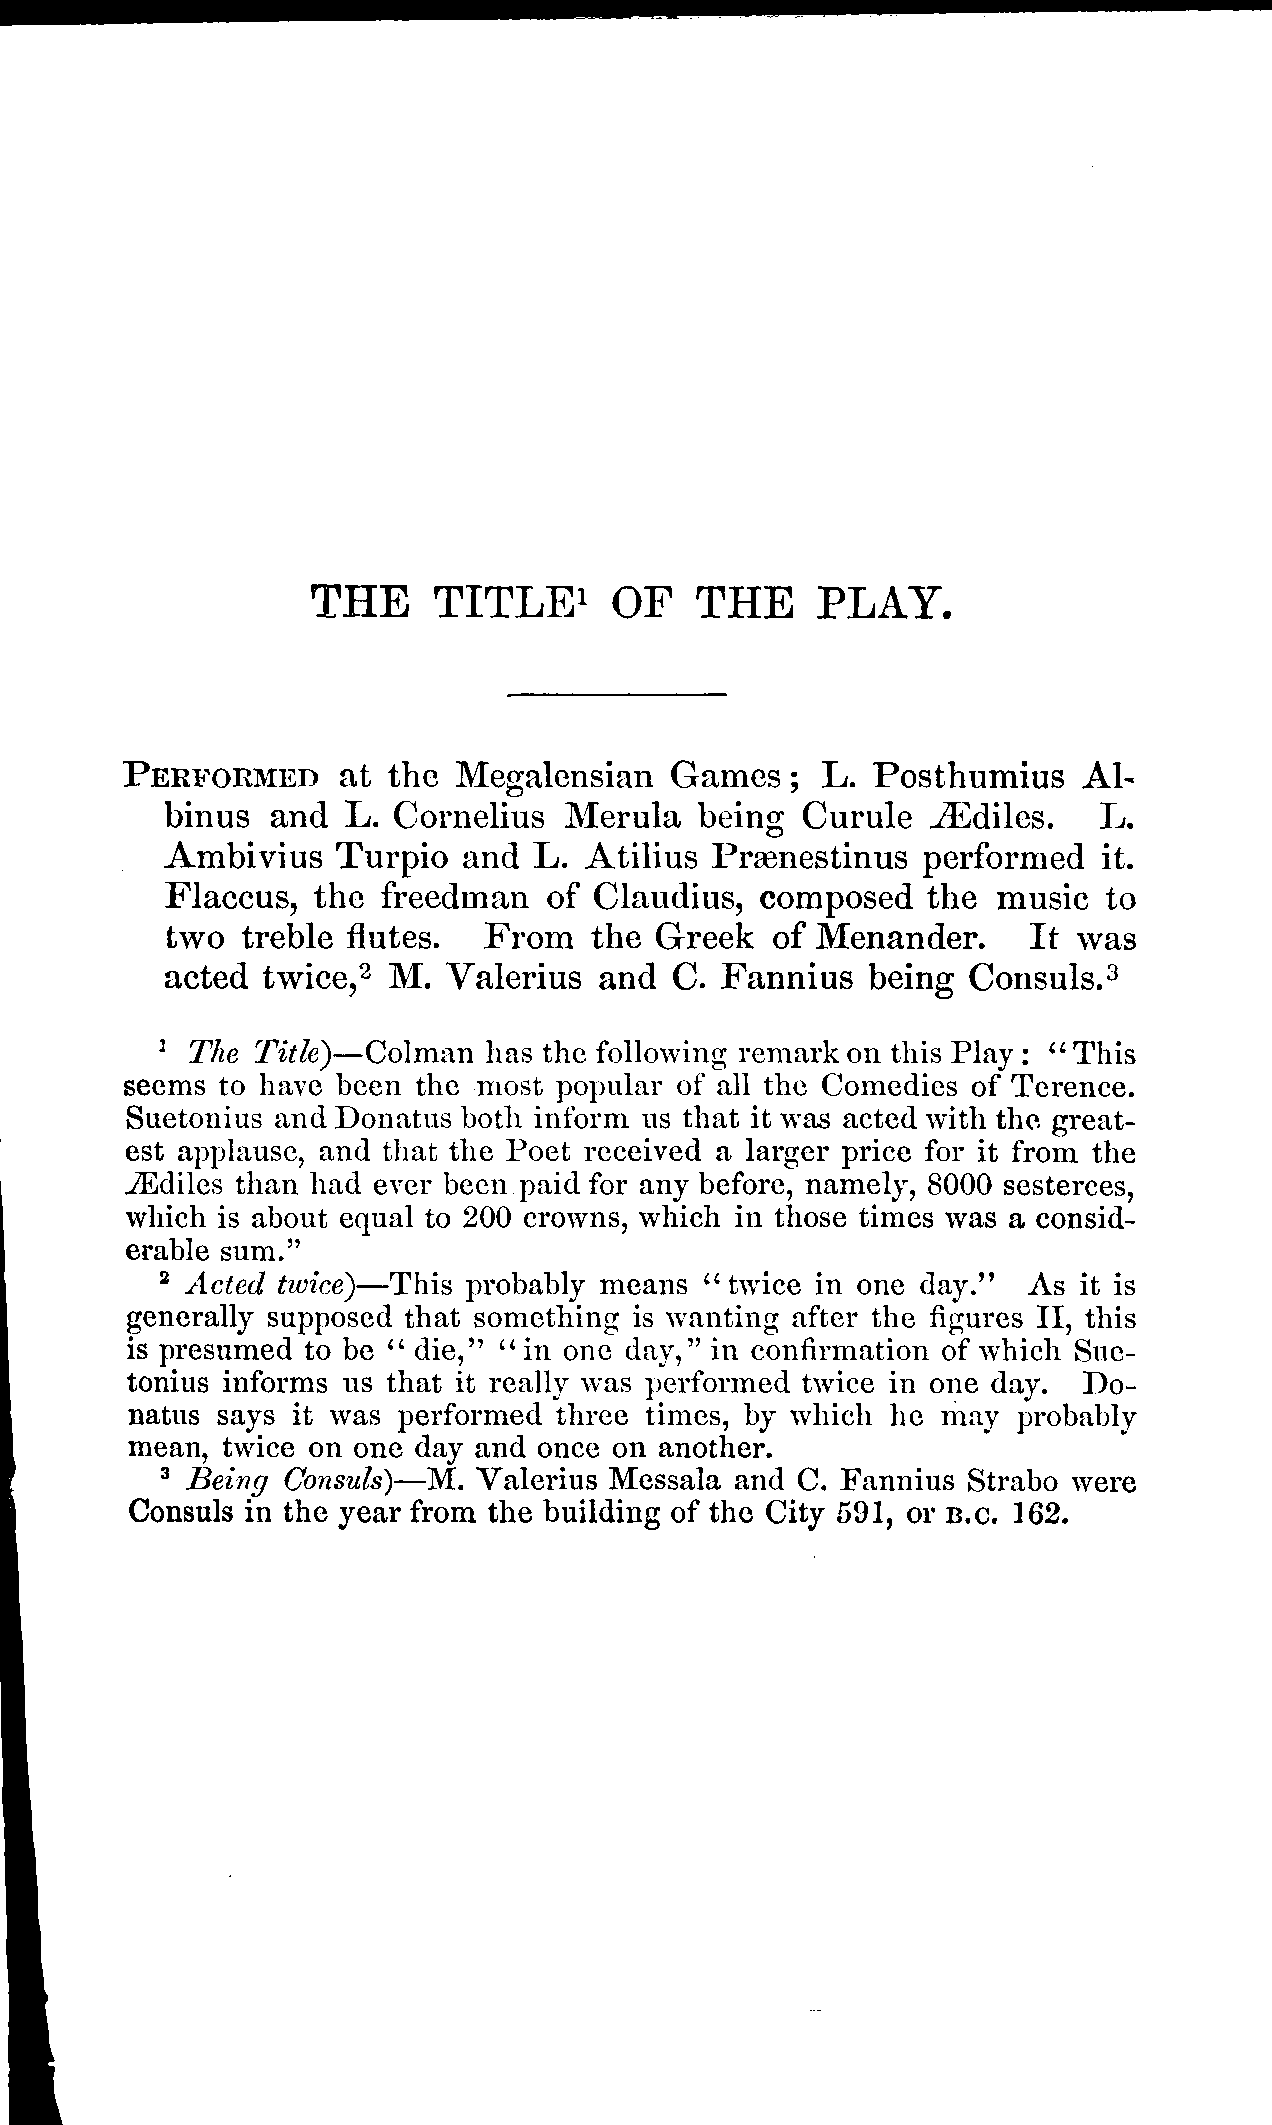 THE TITLE¹ OF THE PLAY.
PERFORMED at the Megalensian Games; L. Posthumius Al-
binus and L. Cornelius Merula being Curule Ædiles. L.
Ambivius Turpio and L. Atilius Prænestinus performed it.
Flaccus, the freedman of Claudius, composed the music to
two treble flutes. From the Greek of Menander. It was
acted twice,² M. Valerius and C. Fannius being Consuls.³
¹ The Title)—Colman has the following remark on this Play: "This
seems to have been the most popular of all the Comedies of Terence.
Suetonius and Donatus both inform us that it was acted with the great-
est applause, and that the Poet received a larger price for it from the
Ædiles than had ever been paid for any before, namely, 8000 sesterces,
which is about equal to 200 crowns, which in those times was a consid-
erable sum."
² Acted twice)—This probably means "twice in one day." As it is
generally supposed that something is wanting after the figures II, this
is presumed to be "die," "in one day," in confirmation of which Sue-
tonius informs us that it really was performed twice in one day. Do-
natus says it was performed three times, by which he may probably
mean, twice on one day and once on another.
³ Being Consuls)—M. Valerius Messala and C. Fannius Strabo were
Consuls in the year from the building of the City 591, or B.C. 162.